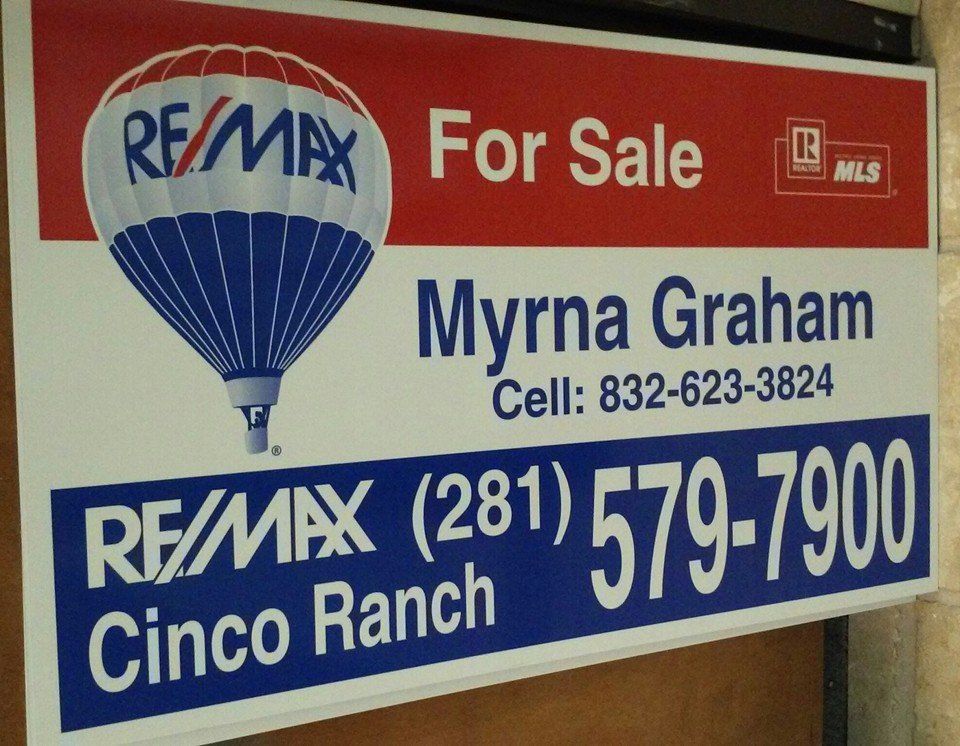 RE/MAX
For Sale
REALTOR
MLS
Myrna Graham
Cell: 832-623-3824
®
RE/MAX (281) 579-7900
Cinco Ranch